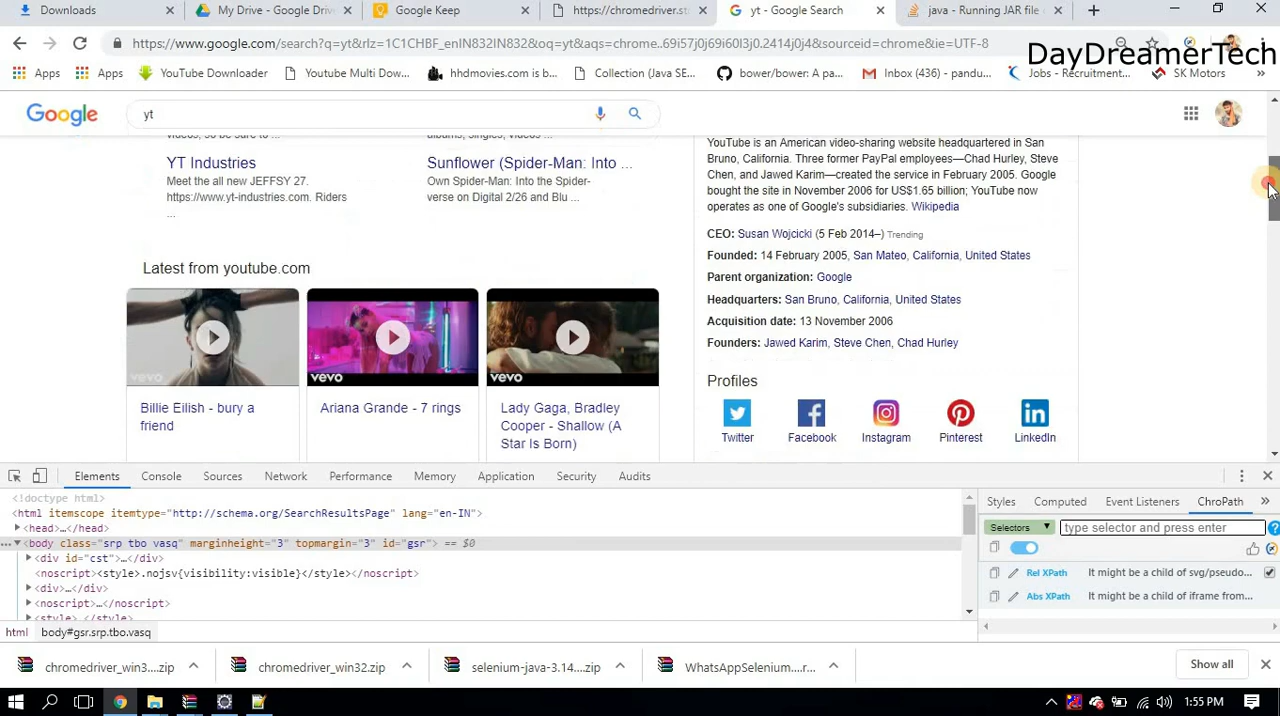 Downloads
My Drive - Google Driv
Google Keep
https://chromedriver.st
yt - Google Search
java - Running JAR file
https://www.google.com/search?q=yt&rlz=1C1CHBF_enIN832IN832&oq=yt&aqs=chrome..69i57j0j69i60l3j0.2414j0j4&sourceid=chrome&ie=UTF-8
DayDreamerTech
Apps
Apps
YouTube Downloader
Youtube Multi Dow...
hhdmovies.com is b...
Collection (Java SE...
bower/bower: A pa...
Inbox (436) - pandu...
Jobs - Recruitment...
SK Motors
»
Google
yt
YT Industries
Meet the all new JEFFSY 27.
https://www.yt-industries.com. Riders
...
Sunflower (Spider-Man: Into ...
Own Spider-Man: Into the Spider-
verse on Digital 2/26 and Blu ...
YouTube is an American video-sharing website headquartered in San
Bruno, California. Three former PayPal employees—Chad Hurley, Steve
Chen, and Jawed Karim—created the service in February 2005. Google
bought the site in November 2006 for US$1.65 billion; YouTube now
operates as one of Google's subsidiaries. Wikipedia
CEO: Susan Wojcicki (5 Feb 2014–) Trending
Founded: 14 February 2005, San Mateo, California, United States
Parent organization: Google
Headquarters: San Bruno, California, United States
Acquisition date: 13 November 2006
Founders: Jawed Karim, Steve Chen, Chad Hurley
Latest from youtube.com
vevo
vevo
vevo
Billie Eilish - bury a
friend
Ariana Grande - 7 rings
Lady Gaga, Bradley
Cooper - Shallow (A
Star Is Born)
Profiles
Twitter
Facebook
Instagram
Pinterest
LinkedIn
Elements
Console
Sources
Network
Performance
Memory
Application
Security
Audits
<!doctype html>
<html itemscope itemtype="http://schema.org/SearchResultsPage" lang="en-IN">
<head>…</head>
<body class="srp tbo vasq" marginheight="3" topmargin="3" id="gsr"> == $0
<div id="cst">…</div>
<noscript><style>.nojsv{visibility:visible}</style></noscript>
<div>…</div>
<noscript>…</noscript>
<style>…</style>
html
body#gsr.srp.tbo.vasq
Styles
Computed
Event Listeners
ChroPath
»
Selectors
type selector and press enter
Rel XPath
It might be a child of svg/pseudo...
Abs XPath
It might be a child of iframe from...
chromedriver_win3....zip
chromedriver_win32.zip
selenium-java-3.14....zip
WhatsAppSelenium....r...
Show all
1:55 PM